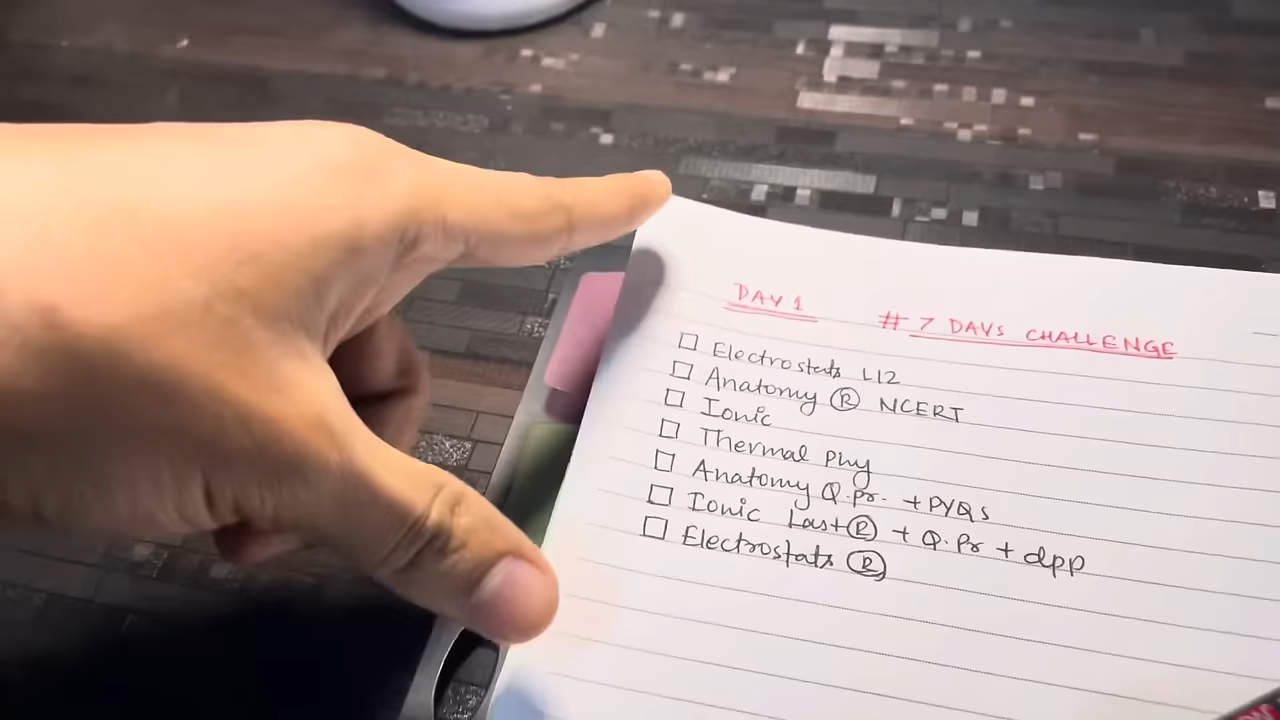 DAY 1 # 7 DAYS CHALLENGE
☐ Electrostats L12
☐ Anatomy Ⓡ NCERT
☐ Ionic
☐ Thermal Phy
☐ Anatomy Q.Pr. + PYQs
☐ Ionic Last Ⓡ + Q.Pr + dpp
☐ Electrostats Ⓡ